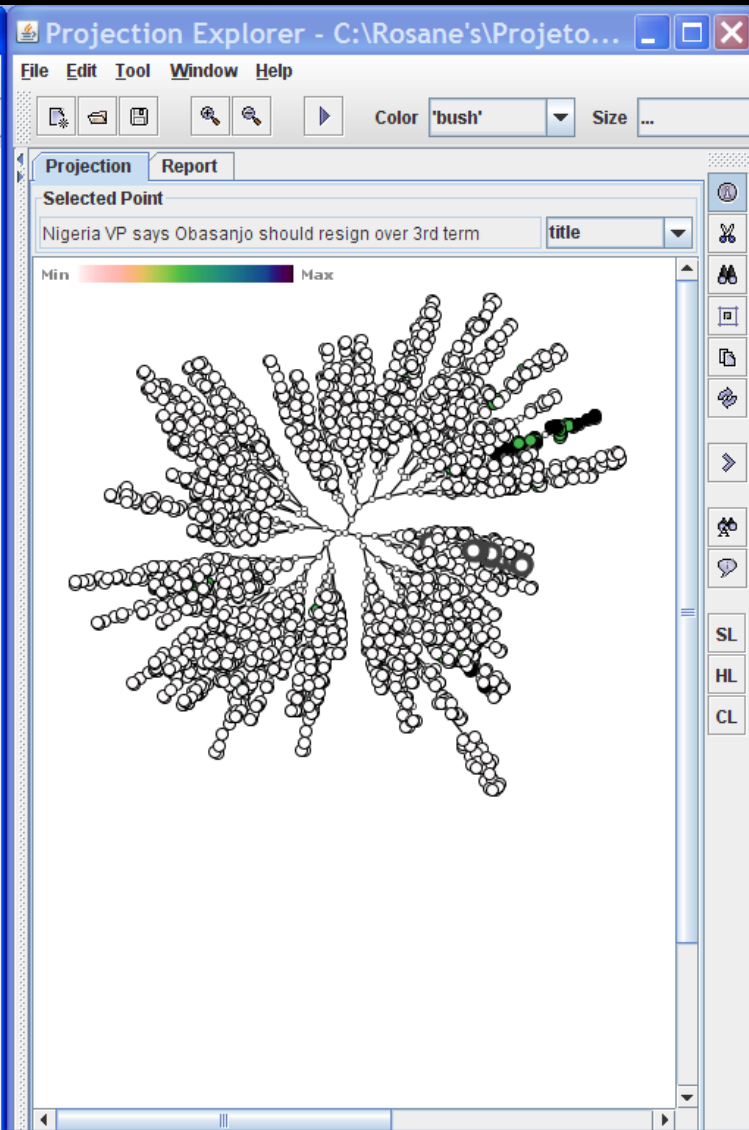 Projection Explorer - C:\Rosane's\Projeto...
File Edit Tool Window Help
Color 'bush' Size ...
Projection Report
Selected Point
Nigeria VP says Obasanjo should resign over 3rd term title
Min Max
SL
HL
CL